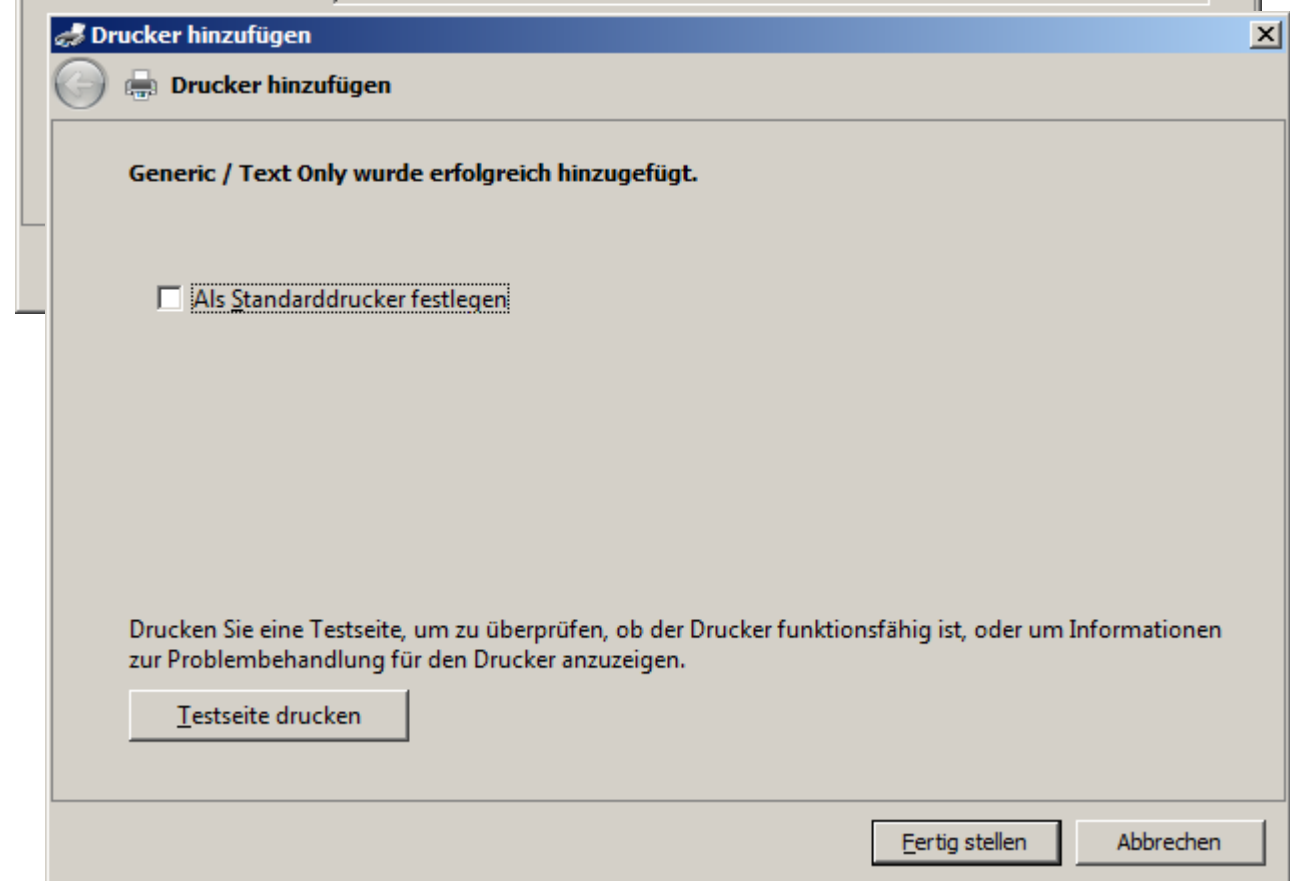 Drucker hinzufügen
Drucker hinzufügen
Generic / Text Only wurde erfolgreich hinzugefügt.
Als Standarddrucker festlegen
Drucken Sie eine Testseite, um zu überprüfen, ob der Drucker funktionsfähig ist, oder um Informationen
zur Problembehandlung für den Drucker anzuzeigen.
Testseite drucken
Fertig stellen
Abbrechen